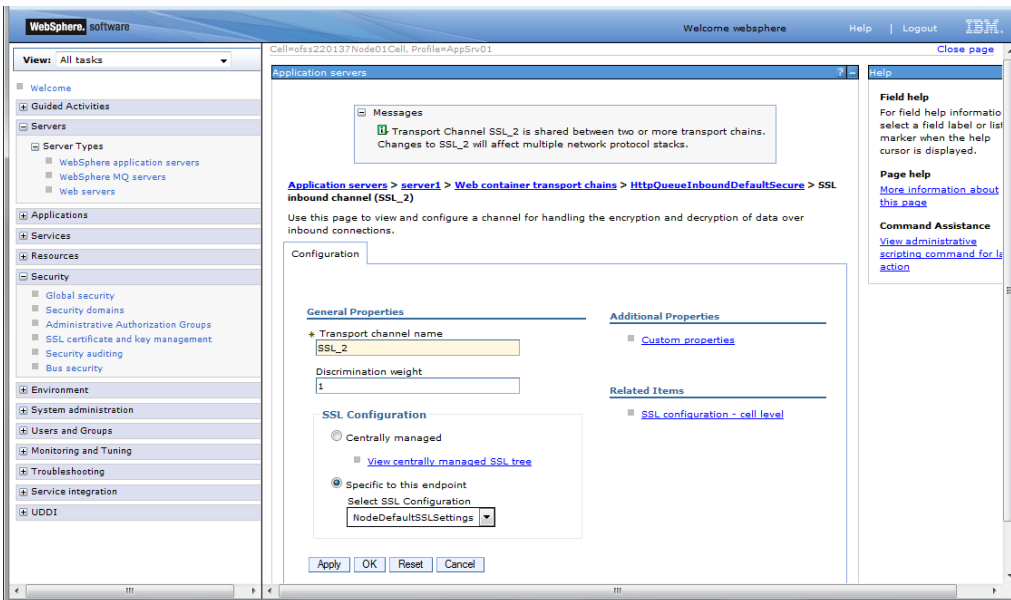 WebSphere. software
Welcome websphere
Help | Logout
IBM.
View: All tasks
Welcome
Guided Activities
Servers
Server Types
WebSphere application servers
WebSphere MQ servers
Web servers
Applications
Services
Resources
Security
Global security
Security domains
Administrative Authorization Groups
SSL certificate and key management
Security auditing
Bus security
Environment
System administration
Users and Groups
Monitoring and Tuning
Troubleshooting
Service integration
UDDI
Cell=ofss220137Node01Cell, Profile=AppSrv01
Close page
Application servers
? -
Messages
Transport Channel SSL_2 is shared between two or more transport chains.
Changes to SSL_2 will affect multiple network protocol stacks.
Application servers > server1 > Web container transport chains > HttpQueueInboundDefaultSecure > SSL
inbound channel (SSL_2)
Use this page to view and configure a channel for handling the encryption and decryption of data over
inbound connections.
Configuration
General Properties
* Transport channel name
SSL_2
Discrimination weight
1
SSL Configuration
Centrally managed
View centrally managed SSL tree
Specific to this endpoint
Select SSL Configuration
NodeDefaultSSLSettings
Apply OK Reset Cancel
Additional Properties
Custom properties
Related Items
SSL configuration - cell level
Help
Field help
For field help informatio
select a field label or list
marker when the help
cursor is displayed.
Page help
More information about
this page
Command Assistance
View administrative
scripting command for la
action